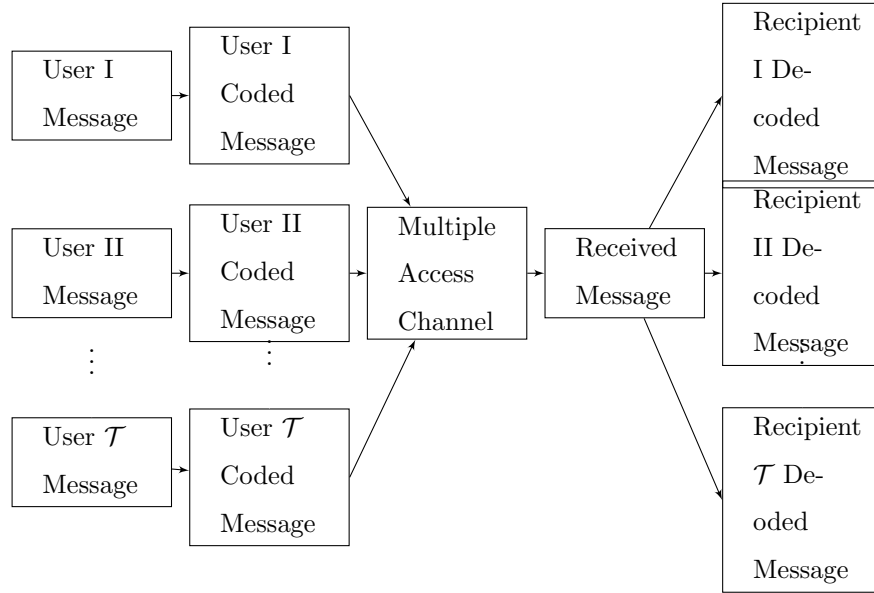 User I
Message
User I
Coded
Message
Recipient
I De-
coded
Message
User II
Message
User II
Coded
Message
Multiple
Access
Channel
Received
Message
Recipient
II De-
coded
Message
User 𝒯
Message
User 𝒯
Coded
Message
Recipient
𝒯 De-
oded
Message